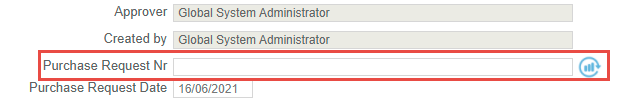 Approver Global System Administrator
Created by Global System Administrator
Purchase Request Nr
Purchase Request Date 16/06/2021